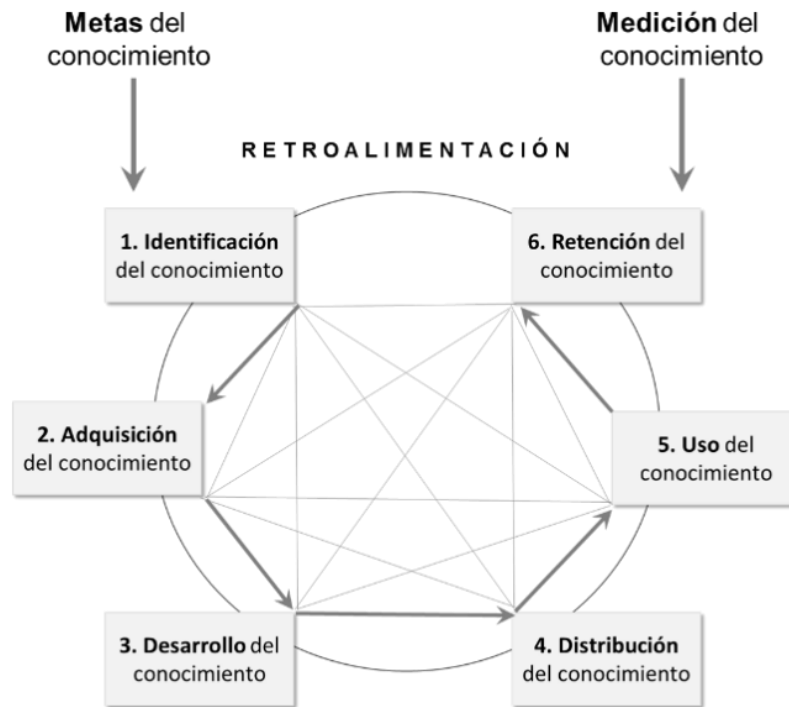 Metas del
conocimiento
Medición del
conocimiento
RETROALIMENTACIÓN
1. Identificación
del conocimiento
6. Retención del
conocimiento
2. Adquisición
del conocimiento
5. Uso del
conocimiento
3. Desarrollo del
conocimiento
4. Distribución
del conocimiento